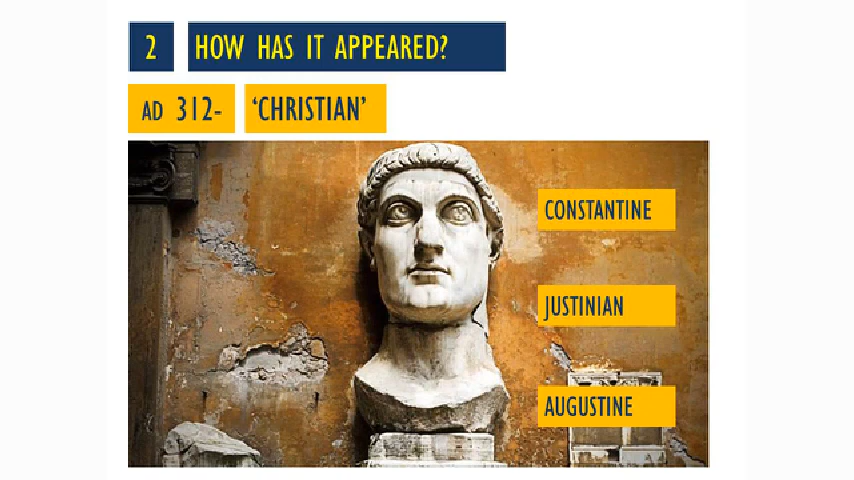 2 HOW HAS IT APPEARED?
AD 312- ‘CHRISTIAN’
CONSTANTINE
JUSTINIAN
AUGUSTINE